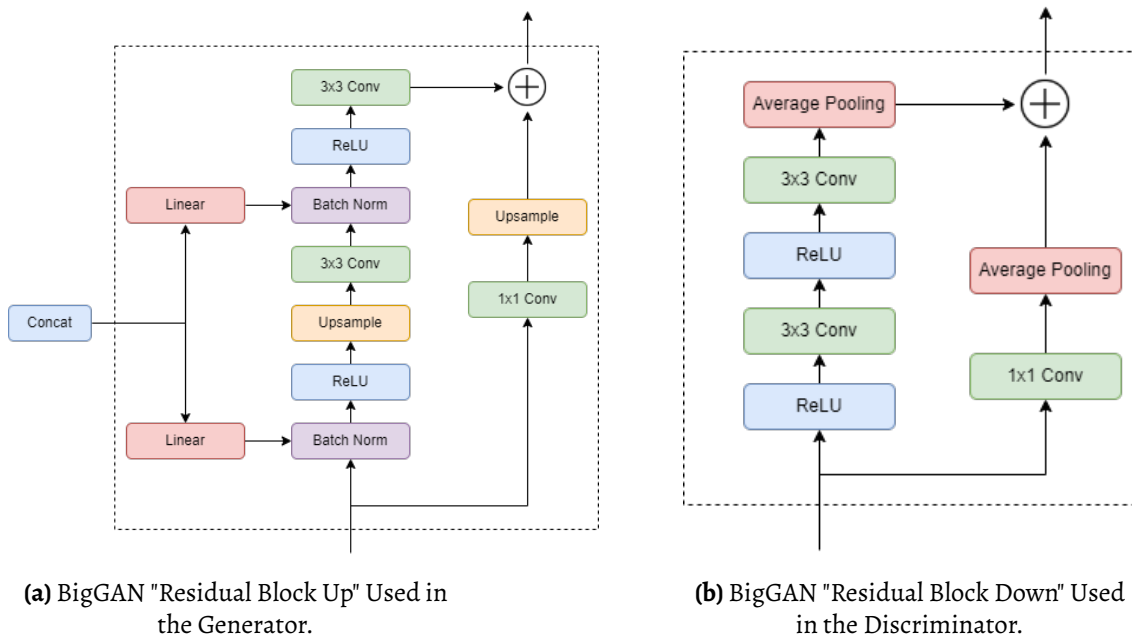 3x3 Conv
ReLU
Linear
Batch Norm
Upsample
3x3 Conv
1x1 Conv
Concat
Upsample
ReLU
Linear
Batch Norm
(a) BigGAN "Residual Block Up" Used in
the Generator.
Average Pooling
3x3 Conv
ReLU
Average Pooling
3x3 Conv
1x1 Conv
ReLU
(b) BigGAN "Residual Block Down" Used
in the Discriminator.